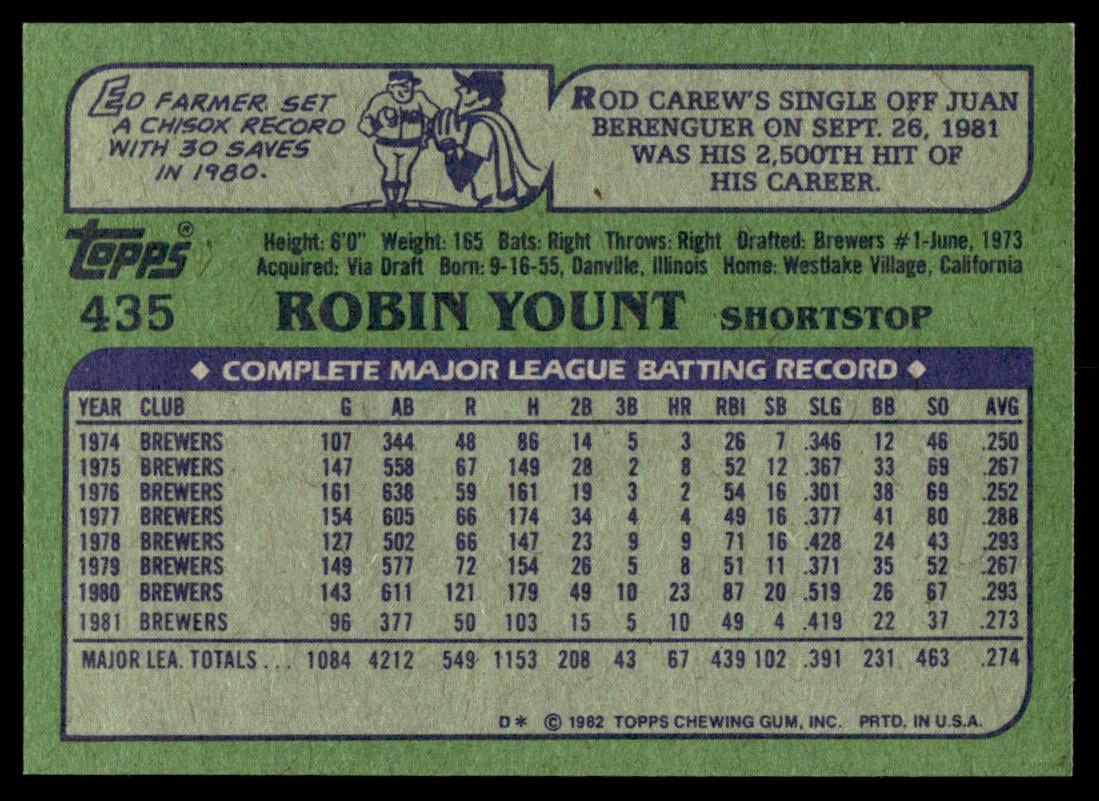 ED FARMER SET
A CHISOX RECORD
WITH 30 SAVES
IN 1980.
ROD CAREW'S SINGLE OFF JUAN
BERENGUER ON SEPT. 26, 1981
WAS HIS 2,500TH HIT OF
HIS CAREER.
TOPPS®
Height: 6'0" Weight: 165 Bats: Right Throws: Right Drafted: Brewers #1-June, 1973
Acquired: Via Draft Born: 9-16-55, Danville, Illinois Home: Westlake Village, California
435 ROBIN YOUNT SHORTSTOP
◆ COMPLETE MAJOR LEAGUE BATTING RECORD ◆
YEAR CLUB G AB R H 2B 3B HR RBI SB SLG BB SO AVG
1974 BREWERS 107 344 48 86 14 5 3 26 7 .346 12 46 .250
1975 BREWERS 147 558 67 149 28 2 8 52 12 .367 33 69 .267
1976 BREWERS 161 638 59 161 19 3 2 54 16 .301 38 69 .252
1977 BREWERS 154 605 66 174 34 4 4 49 16 .377 41 80 .288
1978 BREWERS 127 502 66 147 23 9 9 71 16 .428 24 43 .293
1979 BREWERS 149 577 72 154 26 5 8 51 11 .371 35 52 .267
1980 BREWERS 143 611 121 179 49 10 23 87 20 .519 26 67 .293
1981 BREWERS 96 377 50 103 15 5 10 49 4 .419 22 37 .273
MAJOR LEA. TOTALS... 1084 4212 549 1153 208 43 67 439 102 .391 231 463 .274
D* © 1982 TOPPS CHEWING GUM, INC. PRTD. IN U.S.A.